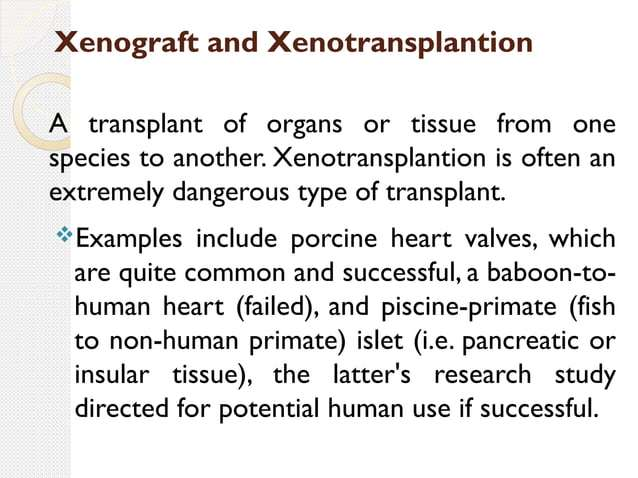 Xenograft and Xenotransplantion
A transplant of organs or tissue from one
species to another. Xenotransplantion is often an
extremely dangerous type of transplant.
❖Examples include porcine heart valves, which
are quite common and successful, a baboon-to-
human heart (failed), and piscine-primate (fish
to non-human primate) islet (i.e. pancreatic or
insular tissue), the latter's research study
directed for potential human use if successful.